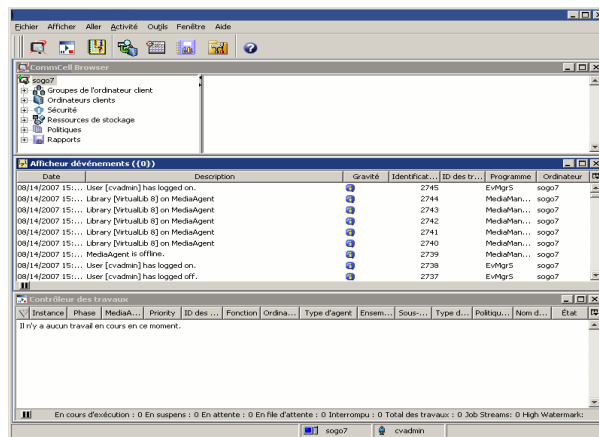 Eichier Afficher Aller Activité Outils Fenêtre Aide
CommCell Browser
sogo7
Groupes de l'ordinateur client
Ordinateurs clients
Sécurité
Ressources de stockage
Politiques
Rapports
Afficheur dévénements ({0})
Date Description Gravité Identificat... ID des tr... Programme Ordinateur
08/14/2007 15:... User [cvadmin] has logged on. 2745 EvMgrS sogo7
08/14/2007 15:... Library [VirtualLib 8] on MediaAgent 2744 MediaMan... sogo7
08/14/2007 15:... Library [VirtualLib 8] on MediaAgent 2743 MediaMan... sogo7
08/14/2007 15:... Library [VirtualLib 8] on MediaAgent 2742 MediaMan... sogo7
08/14/2007 15:... Library [VirtualLib 8] on MediaAgent 2741 MediaMan... sogo7
08/14/2007 15:... Library [VirtualLib 8] on MediaAgent 2740 MediaMan... sogo7
08/14/2007 15:... MediaAgent is offline. 2739 MediaMan... sogo7
08/14/2007 15:... User [cvadmin] has logged on. 2738 EvMgrS sogo7
08/14/2007 15:... User [cvadmin] has logged off. 2737 EvMgrS sogo7
Contrôleur des travaux
Instance Phase MediaA... Priority ID des ... Fonction Ordina... Type d'agent Ensem... Sous-... Type d... Politiqu... Nom d... État
Il n'y a aucun travail en cours en ce moment.
En cours d'exécution : 0 En suspens : 0 En attente : 0 En file d'attente : 0 Interrompu : 0 Total des travaux : 0 Job Streams: 0 High Watermark:
sogo7 cvadmin